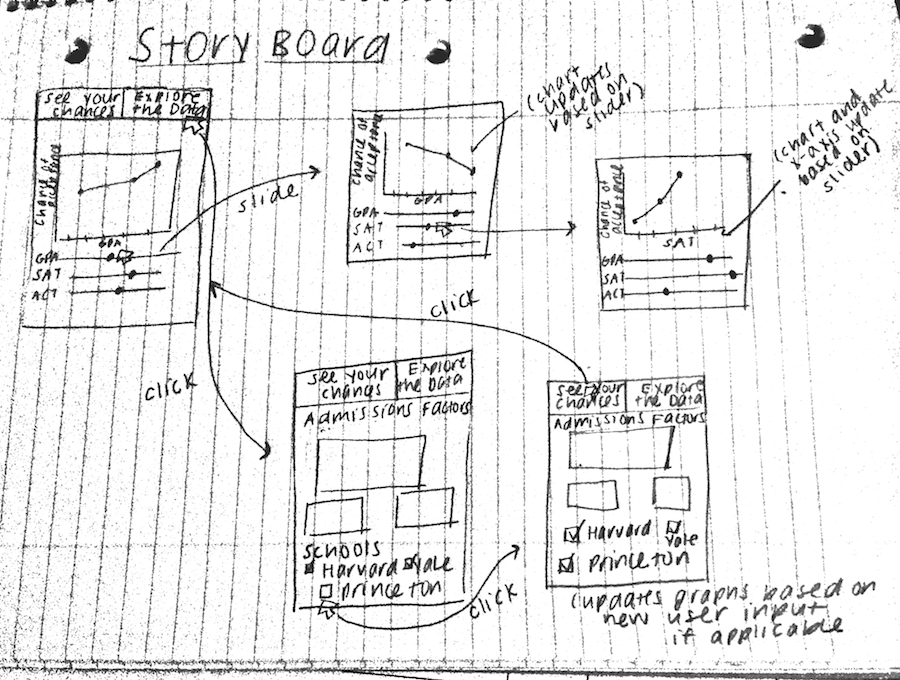 Story Board
see your chances
Explore the Data
Chance of acceptance
GPA
GPA
SAT
ACT
slide
Chance of acceptance
GPA
GPA
SAT
ACT
(chart
updates
based on
slider)
Chance of acceptance
SAT
GPA
SAT
ACT
(chart and
x-axis update
based on
slider)
click
click
see your chances
Explore the Data
Admissions Factors
Schools
Harvard Yale
Princeton
click
see your chances
Explore the Data
Admissions Factors
Harvard Yale
Princeton
(updates graphs based on
new user input
if applicable